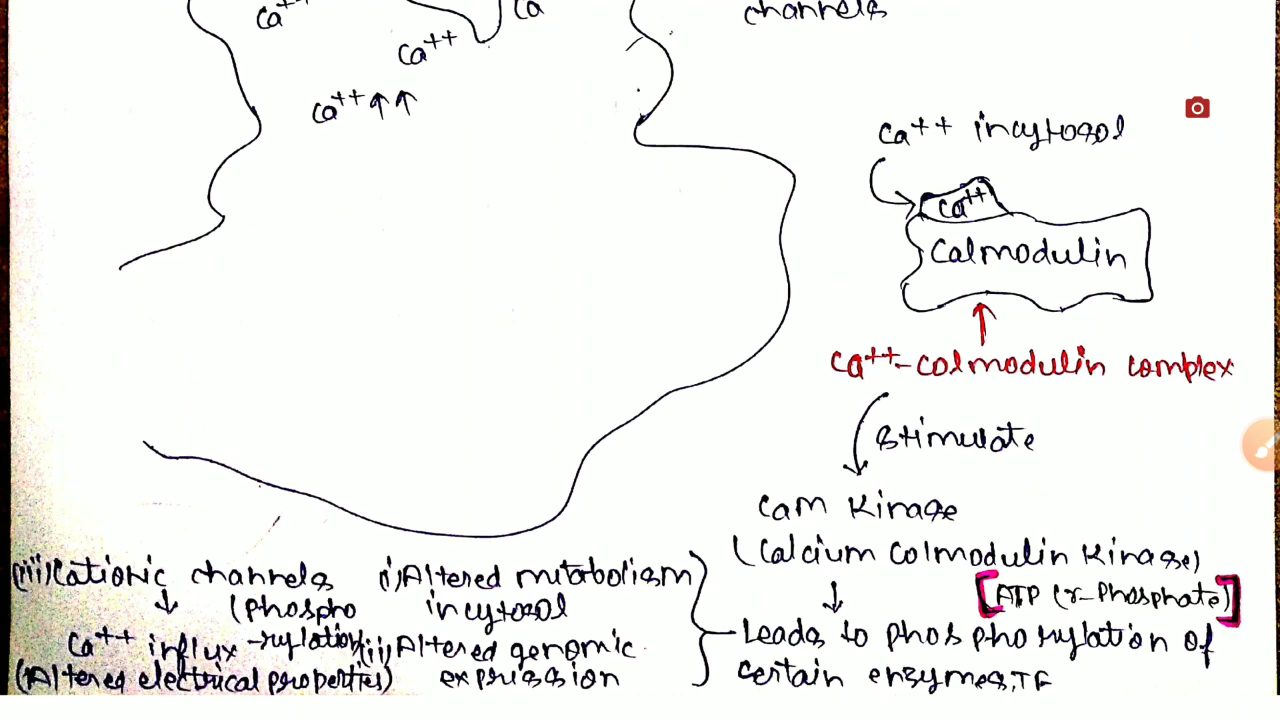 Ca++
Ca
channels
Ca++
Ca++↑↑
Ca++ in cytosol
Ca++
Calmodulin
Ca++-Colmodulin complex
Stimulate
Cam Kinase
(Calcium Colmodulin Kinase)
[ATP (γ-Phosphate)]
Leads to phosphorylation of
certain enzymes, TF
(i) Altered metabolism
in cytosol
(ii) Altered genomic
expression
(iii) Cationic channels
(phospho
-rylation
Ca++ influx
(Altered electrical properties)